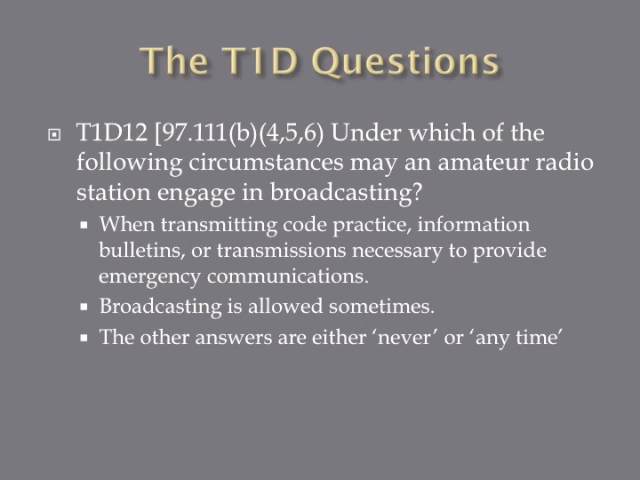 The T1D Questions
T1D12 [97.111(b)(4,5,6) Under which of the
following circumstances may an amateur radio
station engage in broadcasting?
When transmitting code practice, information
bulletins, or transmissions necessary to provide
emergency communications.
Broadcasting is allowed sometimes.
The other answers are either ‘never’ or ‘any time’